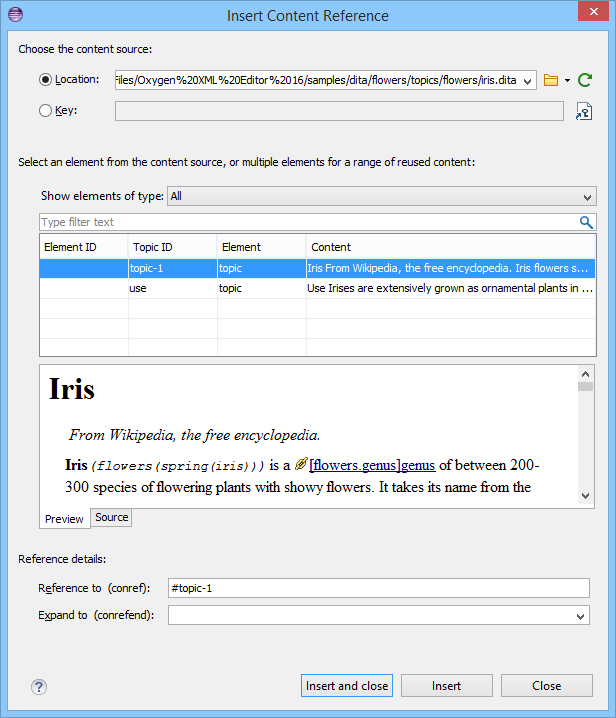 Insert Content Reference
Choose the content source:
Location: Files/Oxygen%20XML%20Editor%2016/samples/dita/flowers/topics/flowers/iris.dita
Key:
Select an element from the content source, or multiple elements for a range of reused content:
Show elements of type: All
Type filter text
Element ID Topic ID Element Content
topic-1 topic Iris From Wikipedia, the free encyclopedia. Iris flowers s...
use topic Use Irises are extensively grown as ornamental plants in ...
Iris
From Wikipedia, the free encyclopedia.
Iris (flowers(spring(iris))) is a [flowers.genus]genus of between 200-
300 species of flowering plants with showy flowers. It takes its name from the
Preview Source
Reference details:
Reference to (conref): #topic-1
Expand to (conrefend):
? Insert and close Insert Close